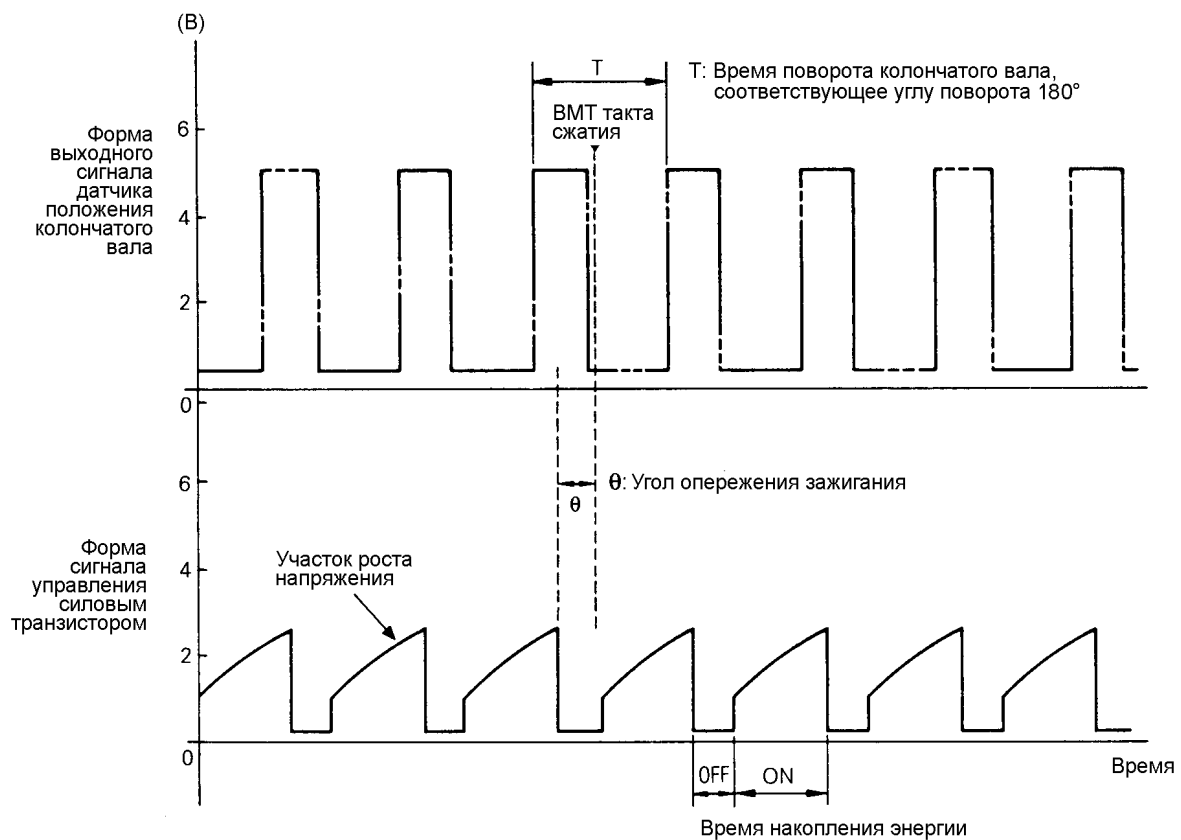 (В)
T
T: Время поворота колончатого вала,
соответствующее углу поворота 180°
ВМТ такта
сжатия
Форма
выходного
сигнала
датчика
положения
колончатого
вала
6
4
2
0
θ
θ: Угол опережения зажигания
Форма
сигнала
управления
силовым
транзистором
Участок роста
напряжения
6
4
2
0
OFF
ON
Время
Время накопления энергии